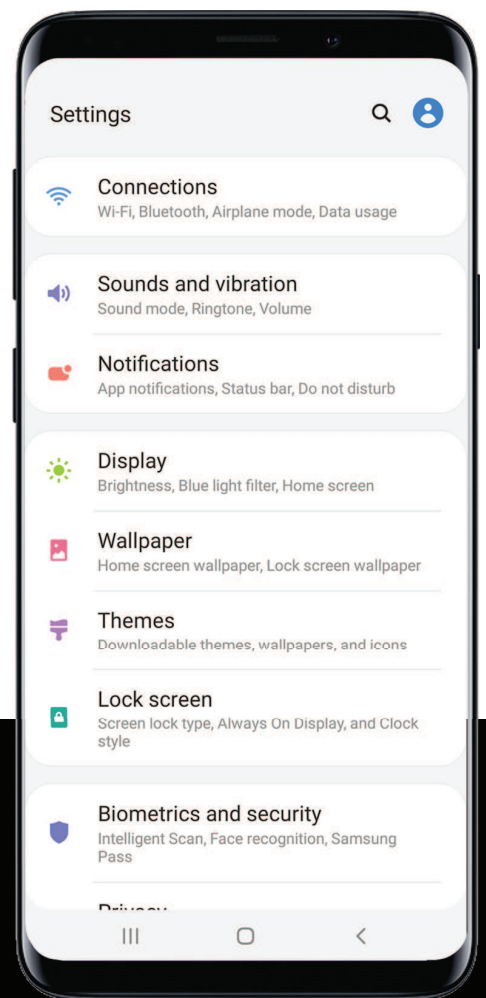 Settings
Connections
Wi-Fi, Bluetooth, Airplane mode, Data usage
Sounds and vibration
Sound mode, Ringtone, Volume
Notifications
App notifications, Status bar, Do not disturb
Display
Brightness, Blue light filter, Home screen
Wallpaper
Home screen wallpaper, Lock screen wallpaper
Themes
Downloadable themes, wallpapers, and icons
Lock screen
Screen lock type, Always On Display, and Clock
style
Biometrics and security
Intelligent Scan, Face recognition, Samsung
Pass
Privacy